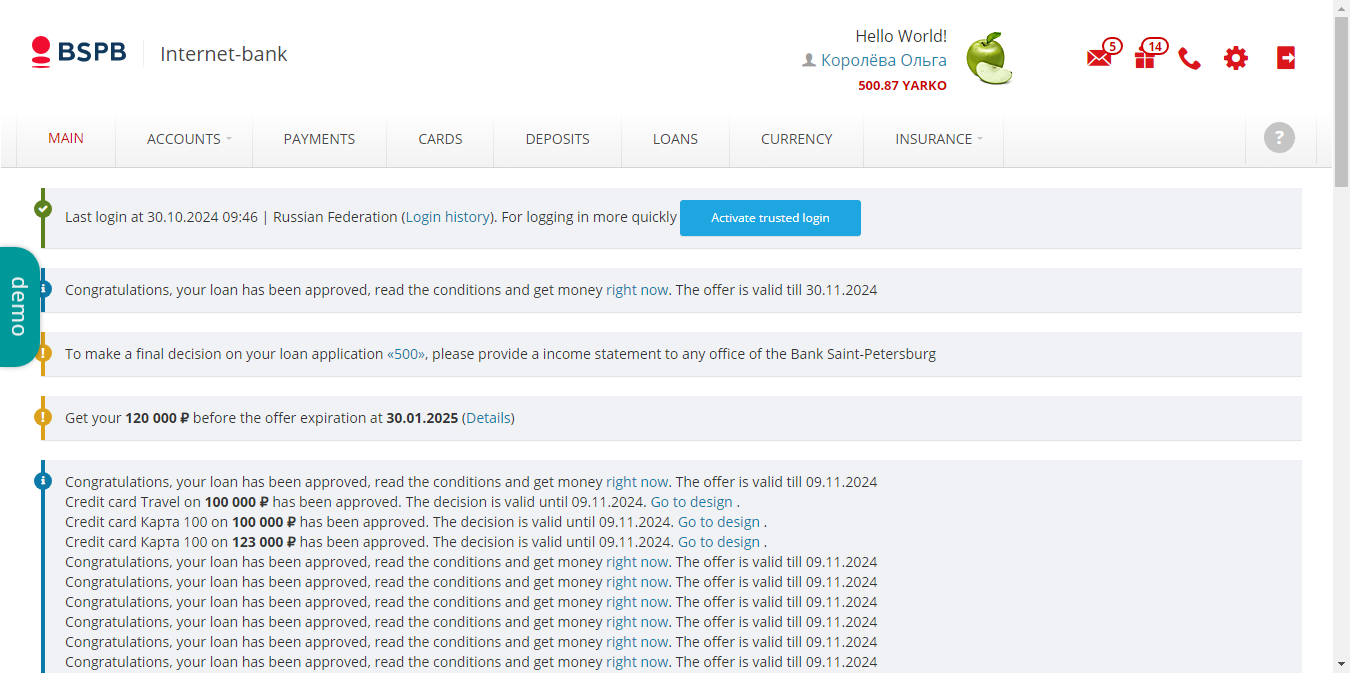 BSPB
Internet-bank
Hello World!
Королёва Ольга
500.87 YARKO
5
14
MAIN
ACCOUNTS
PAYMENTS
CARDS
DEPOSITS
LOANS
CURRENCY
INSURANCE
?
Last login at 30.10.2024 09:46 | Russian Federation (Login history). For logging in more quickly Activate trusted login
demo
Congratulations, your loan has been approved, read the conditions and get money right now. The offer is valid till 30.11.2024
To make a final decision on your loan application «500», please provide a income statement to any office of the Bank Saint-Petersburg
Get your 120 000 ₽ before the offer expiration at 30.01.2025 (Details)
Congratulations, your loan has been approved, read the conditions and get money right now. The offer is valid till 09.11.2024
Credit card Travel on 100 000 ₽ has been approved. The decision is valid until 09.11.2024. Go to design .
Credit card Карта 100 on 100 000 ₽ has been approved. The decision is valid until 09.11.2024. Go to design .
Credit card Карта 100 on 123 000 ₽ has been approved. The decision is valid until 09.11.2024. Go to design .
Congratulations, your loan has been approved, read the conditions and get money right now. The offer is valid till 09.11.2024
Congratulations, your loan has been approved, read the conditions and get money right now. The offer is valid till 09.11.2024
Congratulations, your loan has been approved, read the conditions and get money right now. The offer is valid till 09.11.2024
Congratulations, your loan has been approved, read the conditions and get money right now. The offer is valid till 09.11.2024
Congratulations, your loan has been approved, read the conditions and get money right now. The offer is valid till 09.11.2024
Congratulations, your loan has been approved, read the conditions and get money right now. The offer is valid till 09.11.2024